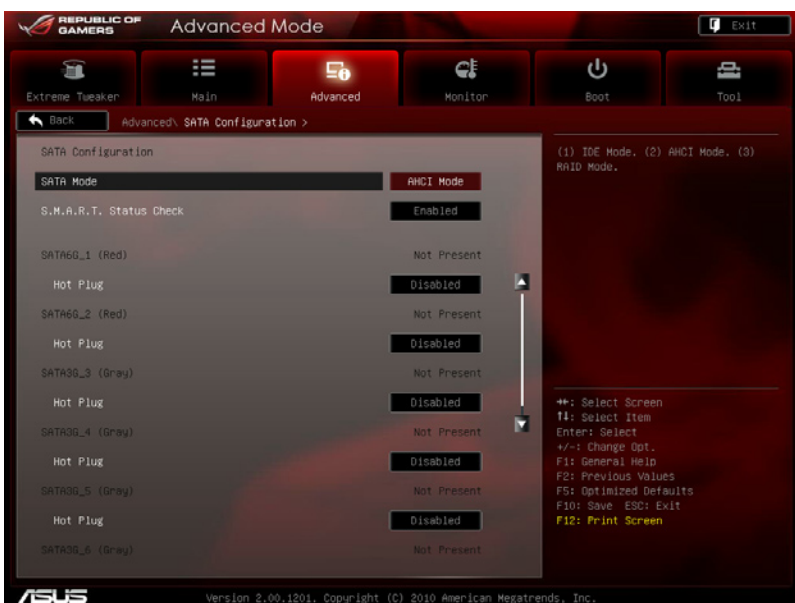 REPUBLIC OF
GAMERS
Advanced Mode
Exit
Extreme Tweaker
Main
Advanced
Monitor
Boot
Tool
Back
Advanced\ SATA Configuration >
SATA Configuration
(1) IDE Mode. (2) AHCI Mode. (3)
RAID Mode.
SATA Mode AHCI Mode
S.M.A.R.T. Status Check Enabled
SATA6G_1 (Red) Not Present
Hot Plug Disabled
SATA6G_2 (Red) Not Present
Hot Plug Disabled
SATA3G_3 (Gray) Not Present
Hot Plug Disabled
SATA3G_4 (Gray) Not Present
Hot Plug Disabled
SATA3G_5 (Gray) Not Present
Hot Plug Disabled
SATA3G_6 (Gray) Not Present
→←: Select Screen
↑↓: Select Item
Enter: Select
+/-: Change Opt.
F1: General Help
F2: Previous Values
F5: Optimized Defaults
F10: Save ESC: Exit
F12: Print Screen
ASUS
Version 2.00.1201. Copyright (C) 2010 American Megatrends, Inc.